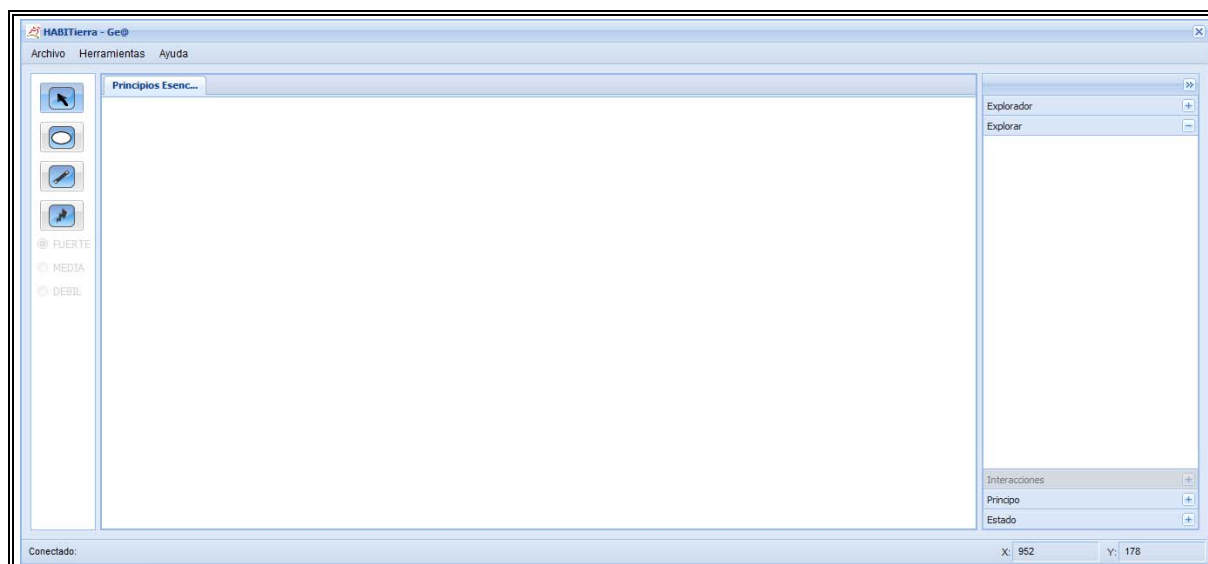 HABITierra - Ge@
Archivo Herramientas Ayuda
Principios Esenc...
Explorador
Explorar
FUERTE
MEDIA
DEBIL
Interacciones
Principo
Estado
Conectado: X: 952 Y: 178